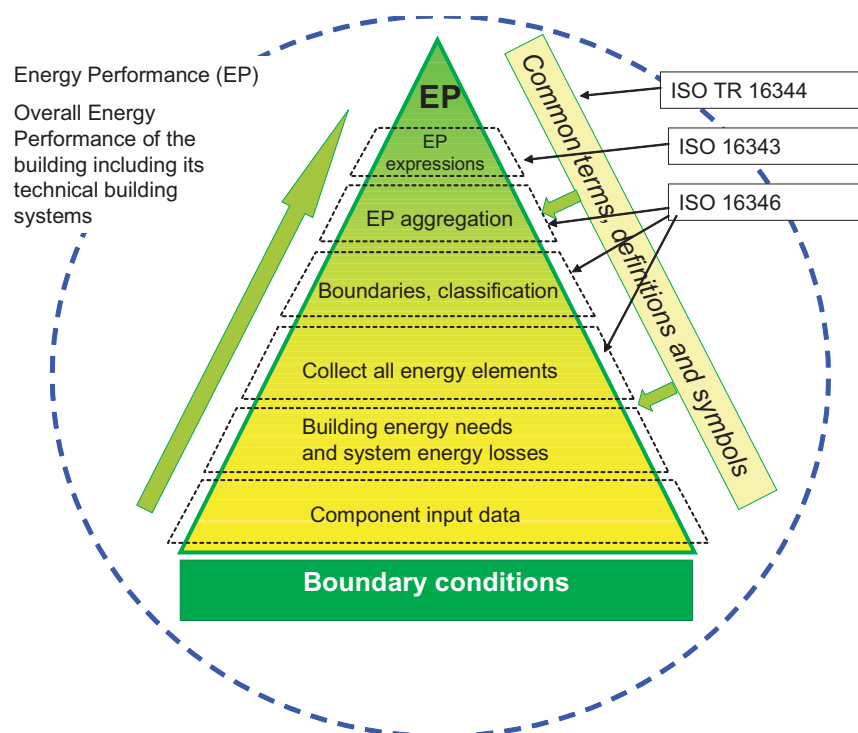 Energy Performance (EP)
Overall Energy
Performance of the
building including its
technical building
systems
EP
EP
expressions
EP aggregation
Boundaries, classification
Collect all energy elements
Building energy needs
and system energy losses
Component input data
Boundary conditions
Common terms, definitions and symbols
ISO TR 16344
ISO 16343
ISO 16346